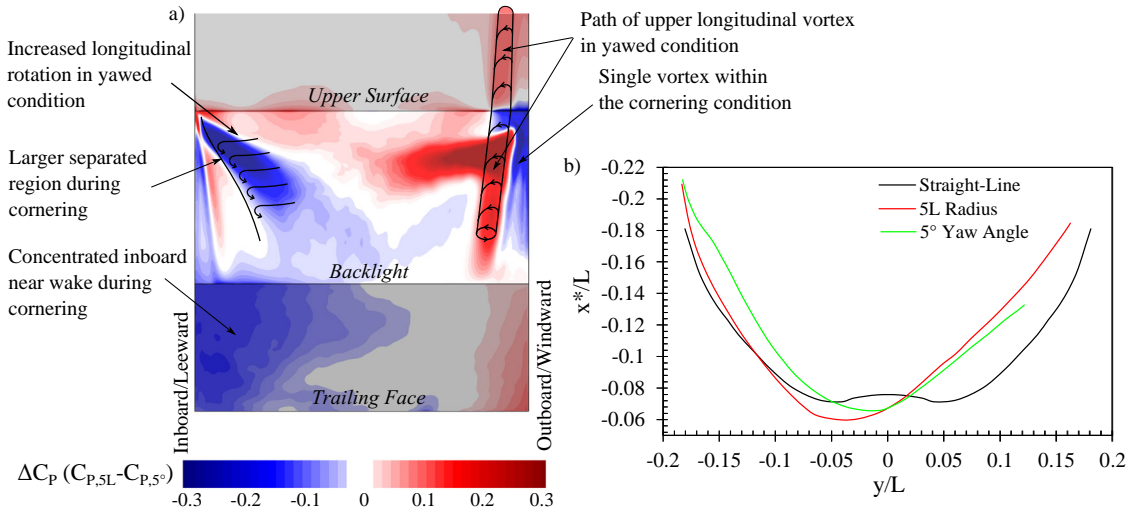 a)
Increased longitudinal
rotation in yawed
condition
Larger separated
region during
cornering
Concentrated inboard
near wake during
cornering
Upper Surface
Backlight
Trailing Face
Inboard/Leeward
Outboard/Windward
Path of upper longitudinal vortex
in yawed condition
Single vortex within
the cornering condition
ΔC_P (C_P,5L-C_P,5°)
-0.3 -0.2 -0.1 0 0.1 0.2 0.3
b)
Straight-Line
5L Radius
5° Yaw Angle
x*/L
-0.22
-0.2
-0.18
-0.16
-0.14
-0.12
-0.1
-0.08
-0.06
-0.2 -0.15 -0.1 -0.05 0 0.05 0.1 0.15 0.2
y/L